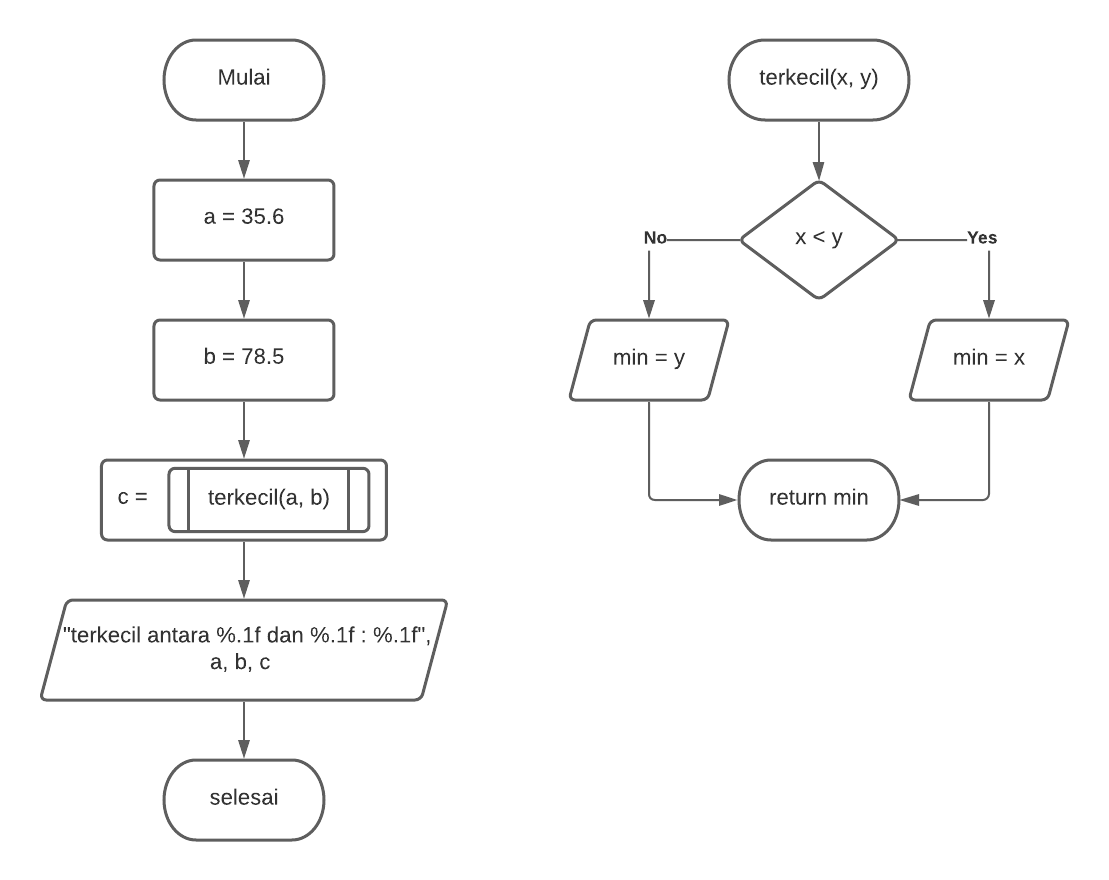 Mulai
a = 35.6
b = 78.5
c =
terkecil(a, b)
"terkecil antara %.1f dan %.1f : %.1f",
a, b, c
selesai
terkecil(x, y)
x < y
No
Yes
min = y
min = x
return min